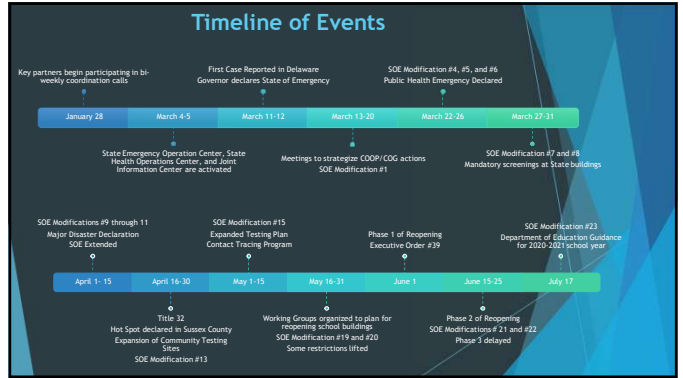 Timeline of Events
Key partners begin participating in bi-
weekly coordination calls
First Case Reported in Delaware
Governor declares State of Emergency
SOE Modification #4, #5, and #6
Public Health Emergency Declared
January 28
March 4-5
March 11-12
March 13-20
March 22-26
March 27-31
State Emergency Operation Center, State
Health Operations Center, and Joint
Information Center are activated
Meetings to strategize COOP/COG actions
SOE Modification #1
SOE Modification #7 and #8
Mandatory screenings at State buildings
SOE Modifications #9 through 11
Major Disaster Declaration
SOE Extended
SOE Modification #15
Expanded Testing Plan
Contact Tracing Program
Phase 1 of Reopening
Executive Order #39
SOE Modification #23
Department of Education Guidance
for 2020-2021 school year
April 1- 15
April 16-30
May 1-15
May 16-31
June 1
June 15-25
July 17
Title 32
Hot Spot declared in Sussex County
Expansion of Community Testing
Sites
SOE Modification #13
Working Groups organized to plan for
reopening school buildings
SOE Modification #19 and #20
Some restrictions lifted
Phase 2 of Reopening
SOE Modifications # 21 and #22
Phase 3 delayed